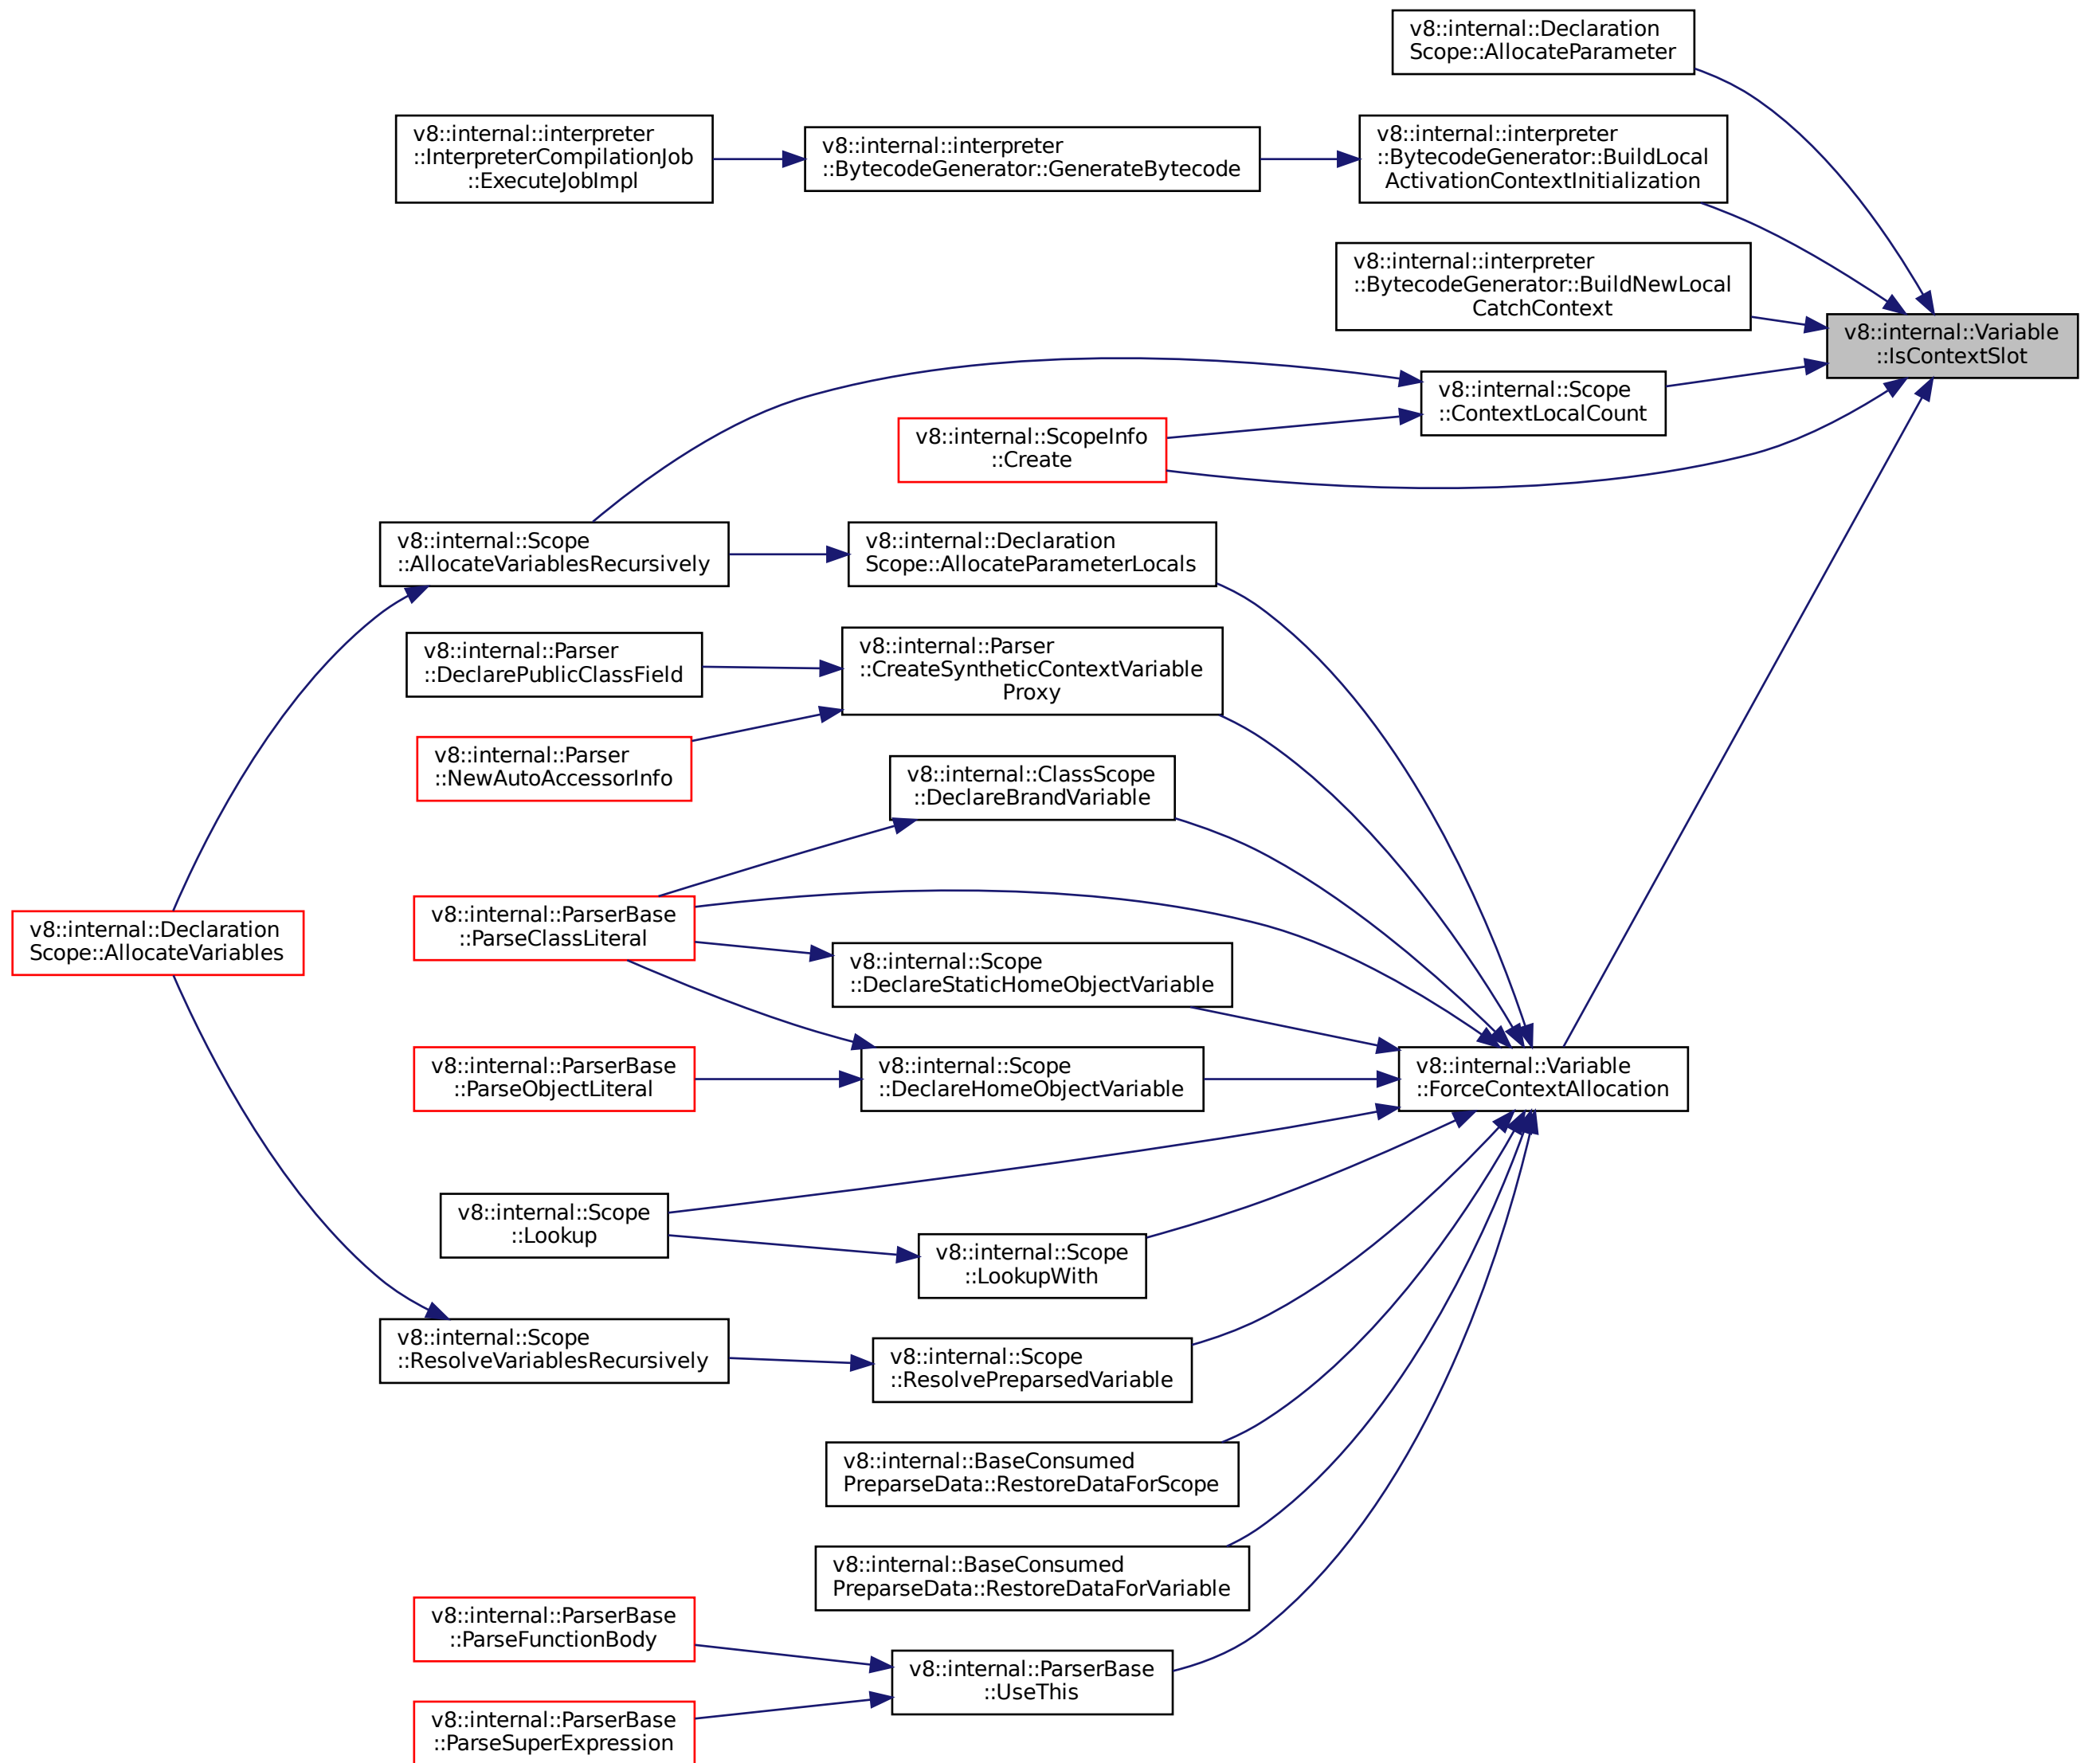 v8::internal::Declaration
Scope::AllocateParameter
v8::internal::interpreter
::InterpreterCompilationJob
::ExecuteJobImpl
v8::internal::interpreter
::BytecodeGenerator::GenerateBytecode
v8::internal::interpreter
::BytecodeGenerator::BuildLocal
ActivationContextInitialization
v8::internal::interpreter
::BytecodeGenerator::BuildNewLocal
CatchContext
v8::internal::Variable
::IsContextSlot
v8::internal::Scope
::ContextLocalCount
v8::internal::ScopeInfo
::Create
v8::internal::Scope
::AllocateVariablesRecursively
v8::internal::Declaration
Scope::AllocateParameterLocals
v8::internal::Parser
::DeclarePublicClassField
v8::internal::Parser
::CreateSyntheticContextVariable
Proxy
v8::internal::Parser
::NewAutoAccessorInfo
v8::internal::ClassScope
::DeclareBrandVariable
v8::internal::Declaration
Scope::AllocateVariables
v8::internal::ParserBase
::ParseClassLiteral
v8::internal::Scope
::DeclareStaticHomeObjectVariable
v8::internal::ParserBase
::ParseObjectLiteral
v8::internal::Scope
::DeclareHomeObjectVariable
v8::internal::Variable
::ForceContextAllocation
v8::internal::Scope
::Lookup
v8::internal::Scope
::LookupWith
v8::internal::Scope
::ResolveVariablesRecursively
v8::internal::Scope
::ResolvePreparsedVariable
v8::internal::BaseConsumed
PreparseData::RestoreDataForScope
v8::internal::BaseConsumed
PreparseData::RestoreDataForVariable
v8::internal::ParserBase
::ParseFunctionBody
v8::internal::ParserBase
::UseThis
v8::internal::ParserBase
::ParseSuperExpression